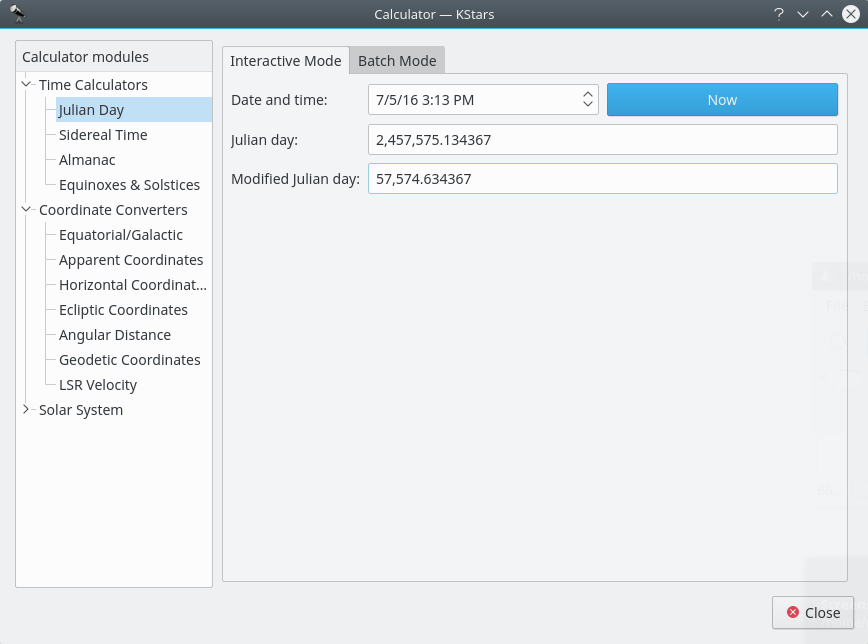 Calculator — KStars
Calculator modules
Time Calculators
Julian Day
Sidereal Time
Almanac
Equinoxes & Solstices
Coordinate Converters
Equatorial/Galactic
Apparent Coordinates
Horizontal Coordinat...
Ecliptic Coordinates
Angular Distance
Geodetic Coordinates
LSR Velocity
Solar System
Interactive Mode Batch Mode
Date and time: 7/5/16 3:13 PM Now
Julian day: 2,457,575.134367
Modified Julian day: 57,574.634367
Close